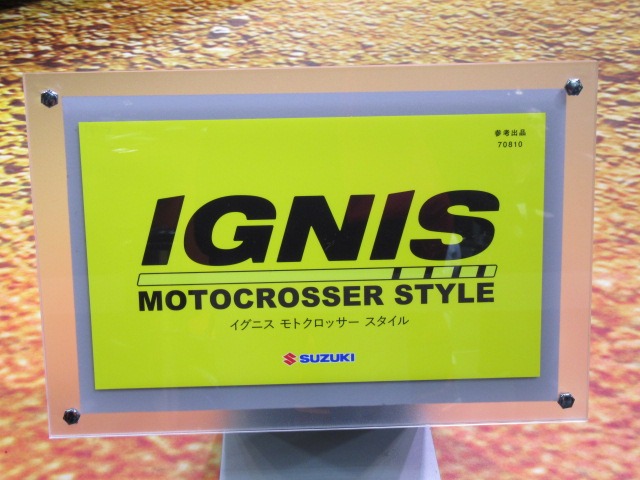 参考出品
70810
IGNIS
MOTOCROSSER STYLE
イグニス モトクロッサー スタイル
SUZUKI